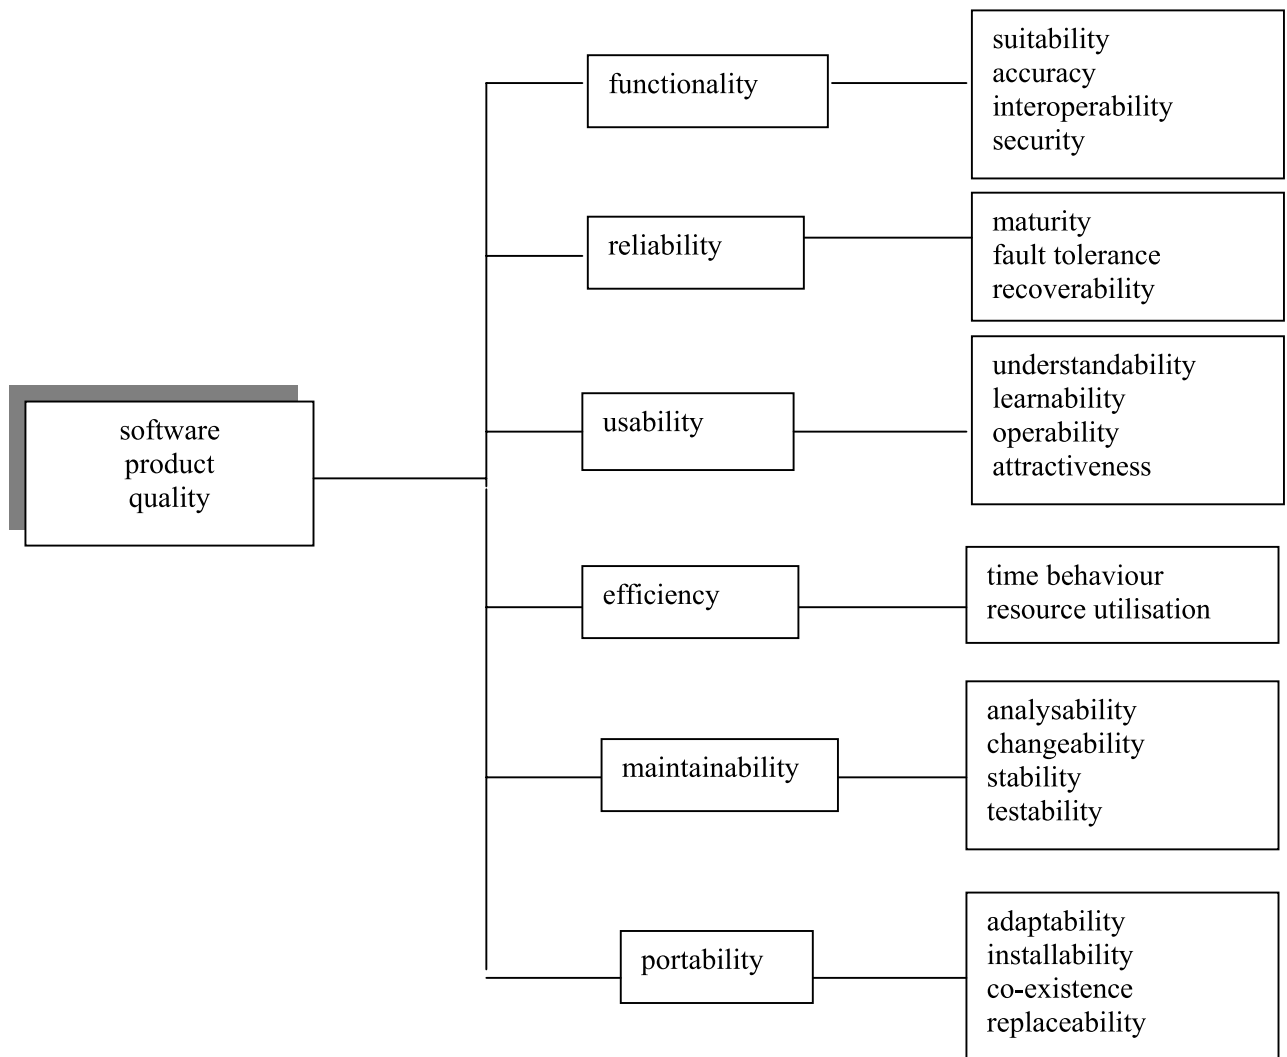 software
product
quality
functionality
suitability
accuracy
interoperability
security
reliability
maturity
fault tolerance
recoverability
usability
understandability
learnability
operability
attractiveness
efficiency
time behaviour
resource utilisation
maintainability
analysability
changeability
stability
testability
portability
adaptability
installability
co-existence
replaceability